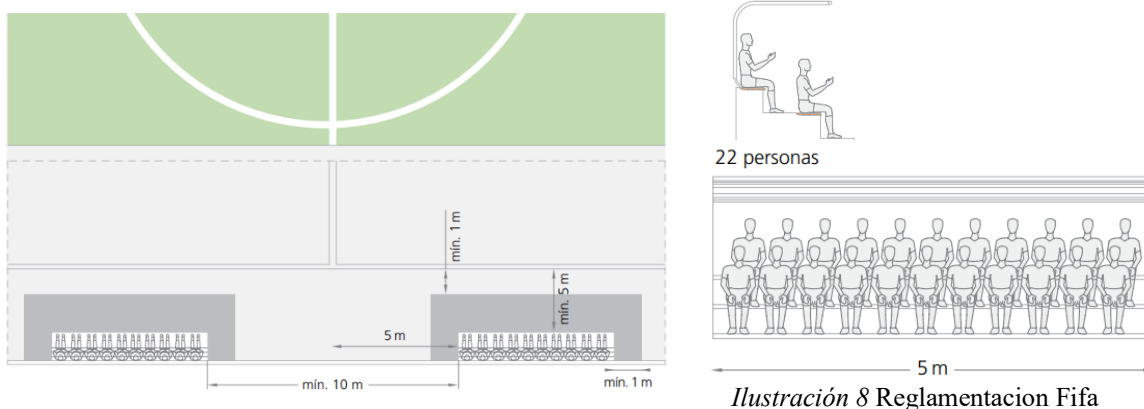 mín. 1 m
mín. 5 m
5 m
mín. 10 m
mín. 1 m
22 personas
5 m
Ilustración 8 Reglamentacion Fifa